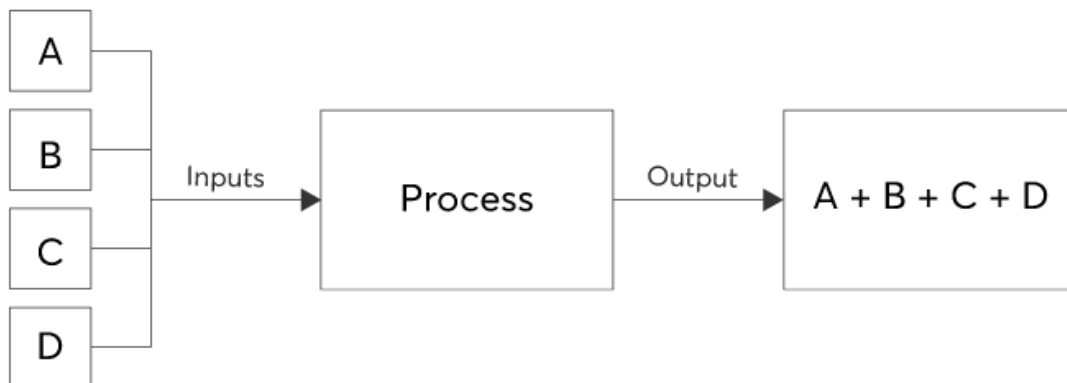 A
B
C
D
Inputs
Process
Output
A + B + C + D